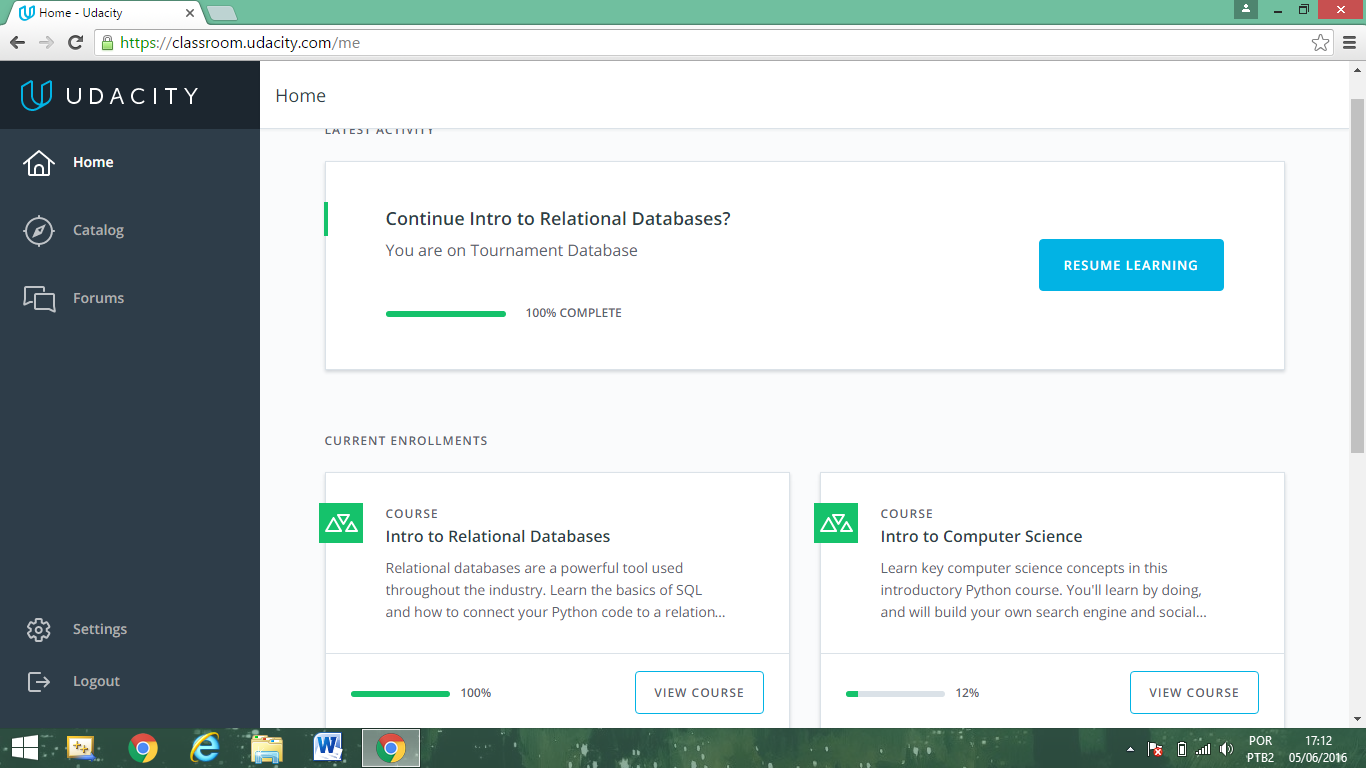 Home - Udacity
https://classroom.udacity.com/me
UDACITY
Home
Home
Catalog
Forums
Settings
Logout
LATEST ACTIVITY
Continue Intro to Relational Databases?
You are on Tournament Database
RESUME LEARNING
100% COMPLETE
CURRENT ENROLLMENTS
COURSE
Intro to Relational Databases
Relational databases are a powerful tool used
throughout the industry. Learn the basics of SQL
and how to connect your Python code to a relation...
100%
VIEW COURSE
COURSE
Intro to Computer Science
Learn key computer science concepts in this
introductory Python course. You'll learn by doing,
and will build your own search engine and social...
12%
VIEW COURSE
POR
PTB2
17:12
05/06/2016